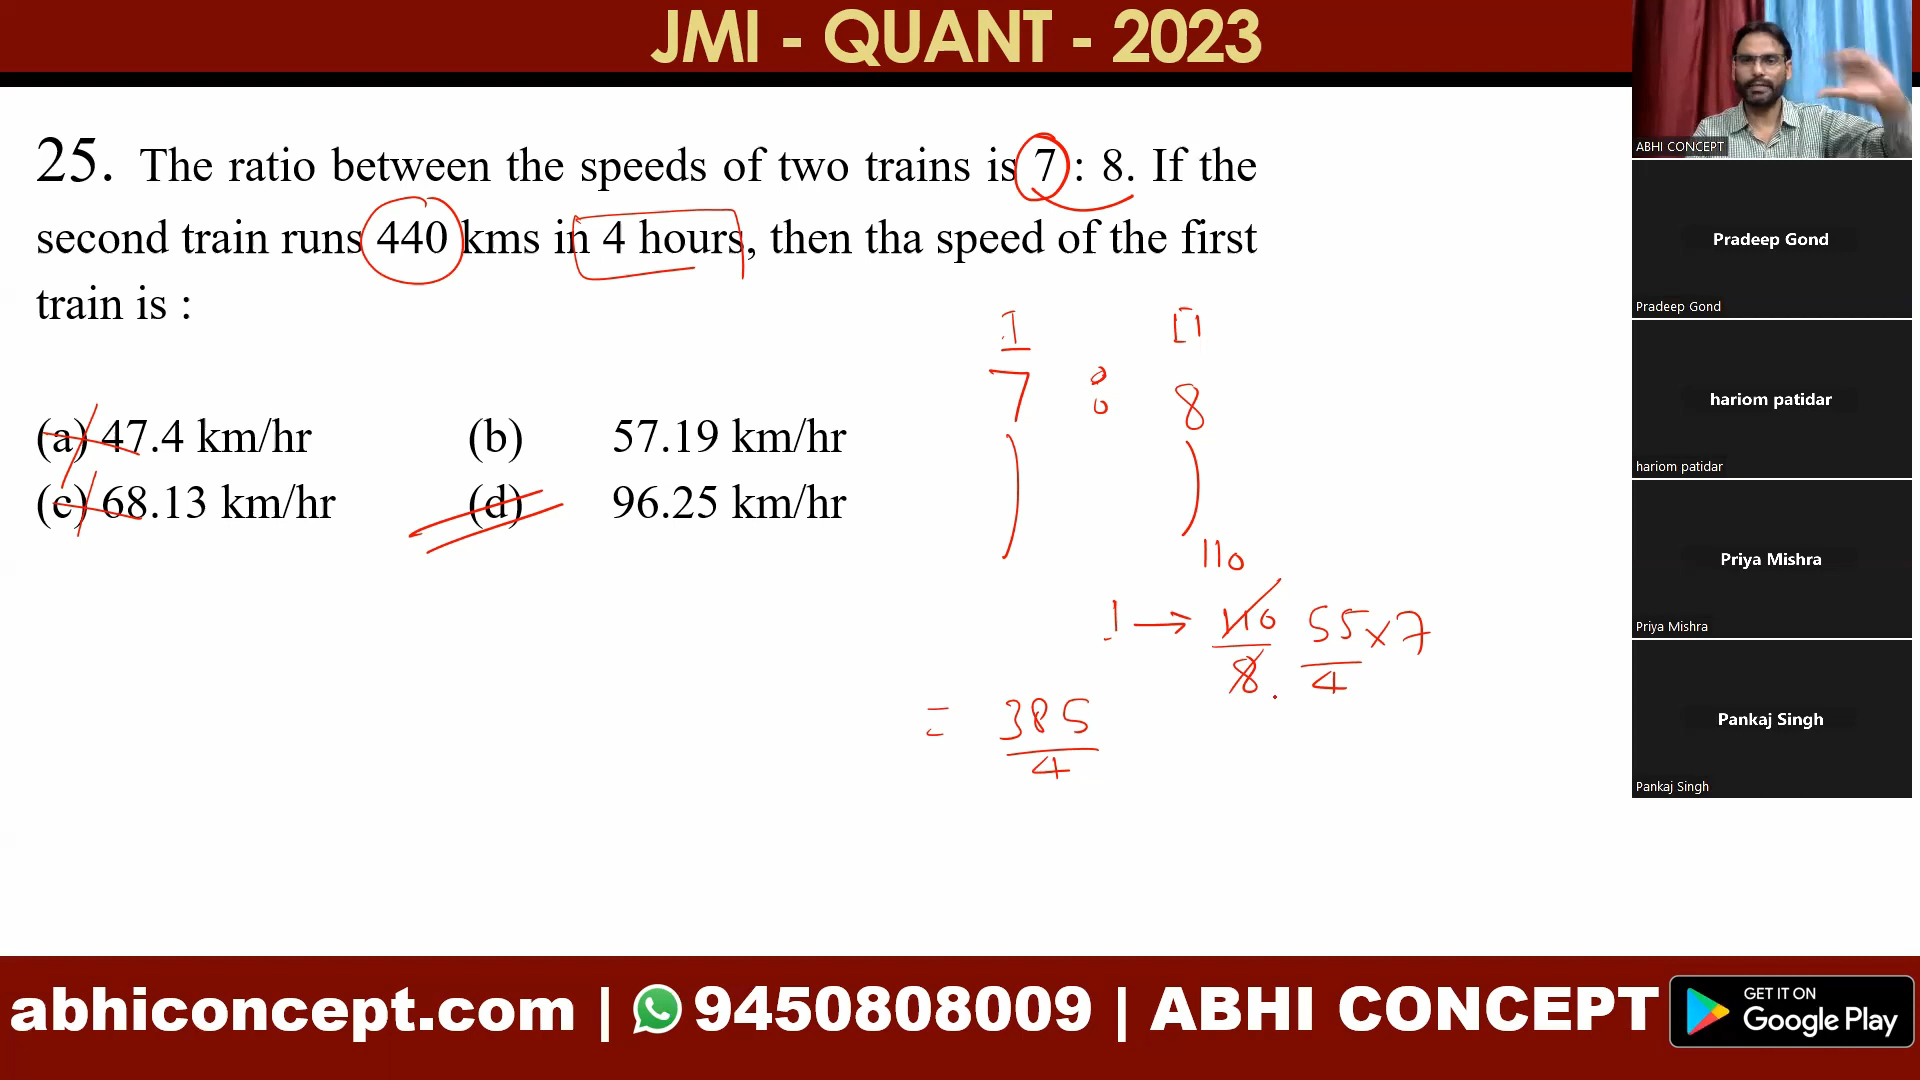 JMI - QUANT - 2023
25. The ratio between the speeds of two trains is 7 : 8. If the
second train runs 440 kms in 4 hours, then tha speed of the first
train is :
(a) 47.4 km/hr (b) 57.19 km/hr
(c) 68.13 km/hr (d) 96.25 km/hr
I II
7 : 8
110
1 → 110/8 55/4 × 7
= 385/4
ABHI CONCEPT
Pradeep Gond
Pradeep Gond
hariom patidar
hariom patidar
Priya Mishra
Priya Mishra
Pankaj Singh
Pankaj Singh
abhiconcept.com | 9450808009 | ABHI CONCEPT
GET IT ON
Google Play